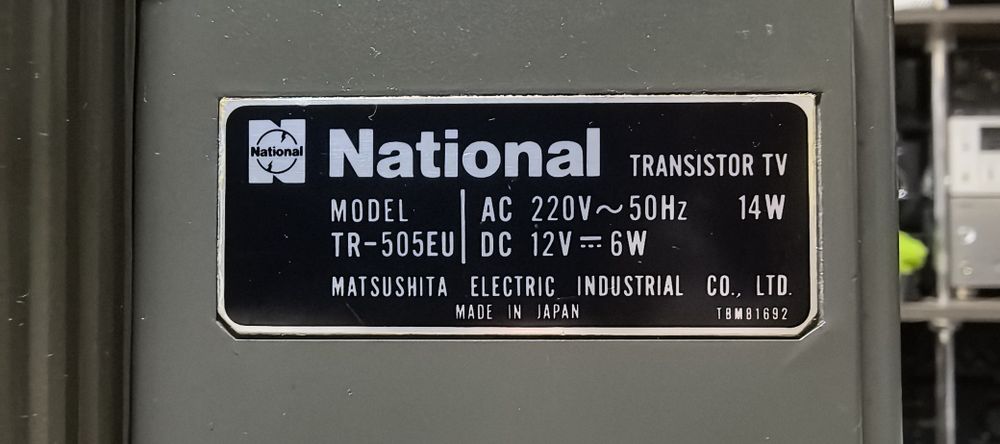 National
National TRANSISTOR TV
MODEL AC 220V～50Hz 14W
TR-505EU DC 12V⎓6W
MATSUSHITA ELECTRIC INDUSTRIAL CO., LTD.
MADE IN JAPAN TBM81692